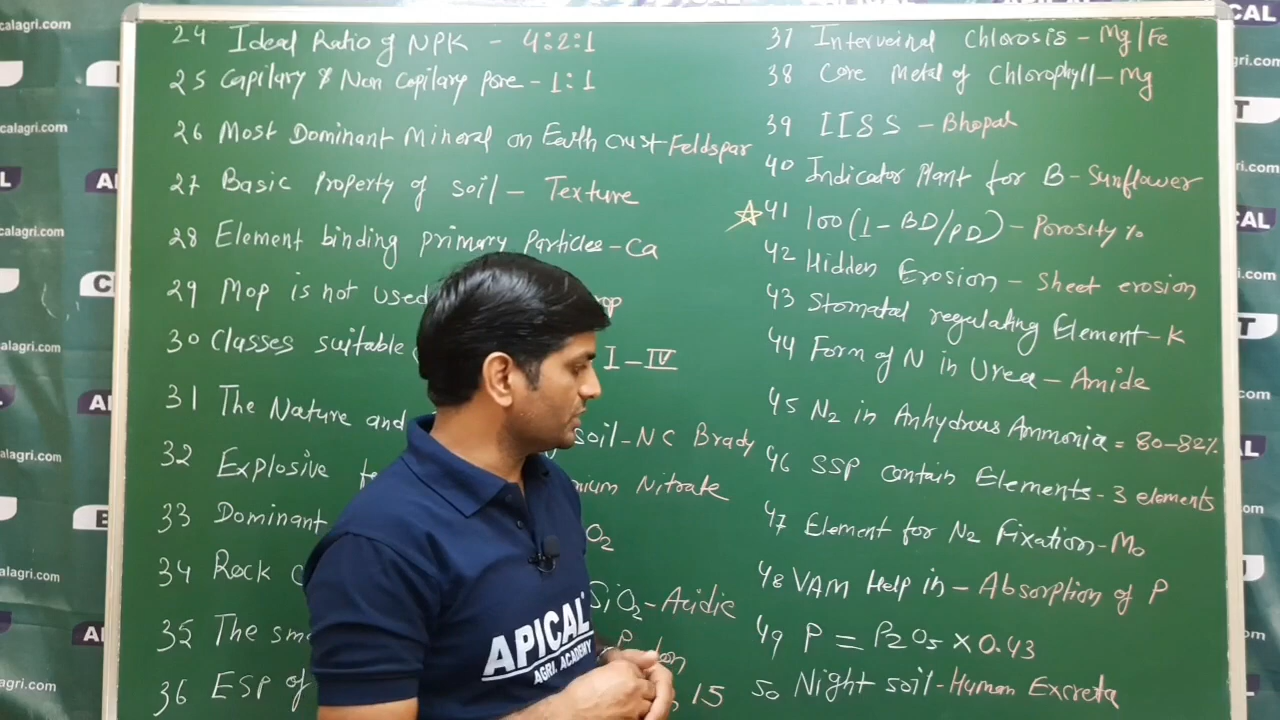 24 Ideal Ratio of NPK - 4:2:1
25 Capilary & Non Capilary pore - 1:1
26 Most Dominant Mineral on Earth crust - Feldspar
27 Basic Property of soil - Texture
28 Element binding primary Particles - Ca
29 Mop is not used
30 Classes suitable I - IV
31 The Nature and soil - NC Brady
32 Explosive Nitrate
33 Dominant
34 Rock SiO2 - Acidic
35 The
36 ESP of 15
37 Interveinal Chlorosis - Mg/Fe
38 Core Metal of Chlorophyll - Mg
39 IISS - Bhopal
40 Indicator Plant for B - Sunflower
41 100 (1 - BD/PD) - Porosity %
42 Hidden Erosion - Sheet erosion
43 Stomatal regulating Element - K
44 Form of N in Urea - Amide
45 N2 in Anhydrous Ammonia = 80-82%
46 SSP contain Elements - 3 elements
47 Element for N2 Fixation - Mo
48 VAM Help in - Absorption of P
49 P = P2O5 x 0.43
50 Night soil - Human Excreta
APICAL
AGRI. ACADEMY